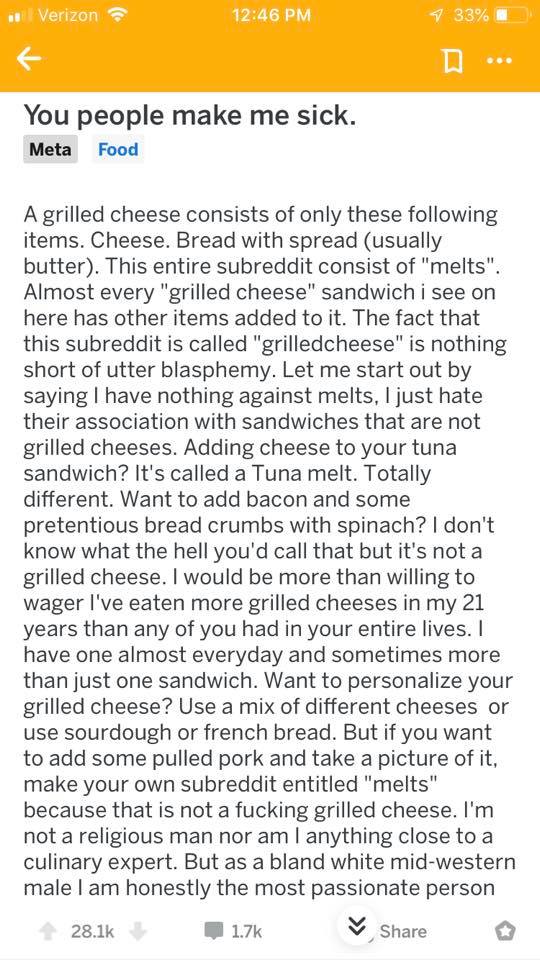 Verizon 12:46 PM 33%
You people make me sick.
Meta Food
A grilled cheese consists of only these following
items. Cheese. Bread with spread (usually
butter). This entire subreddit consist of "melts".
Almost every "grilled cheese" sandwich i see on
here has other items added to it. The fact that
this subreddit is called "grilledcheese" is nothing
short of utter blasphemy. Let me start out by
saying I have nothing against melts, I just hate
their association with sandwiches that are not
grilled cheeses. Adding cheese to your tuna
sandwich? It's called a Tuna melt. Totally
different. Want to add bacon and some
pretentious bread crumbs with spinach? I don't
know what the hell you'd call that but it's not a
grilled cheese. I would be more than willing to
wager I've eaten more grilled cheeses in my 21
years than any of you had in your entire lives. I
have one almost everyday and sometimes more
than just one sandwich. Want to personalize your
grilled cheese? Use a mix of different cheeses or
use sourdough or french bread. But if you want
to add some pulled pork and take a picture of it,
make your own subreddit entitled "melts"
because that is not a fucking grilled cheese. I'm
not a religious man nor am I anything close to a
culinary expert. But as a bland white mid-western
male I am honestly the most passionate person
28.1k 1.7k Share